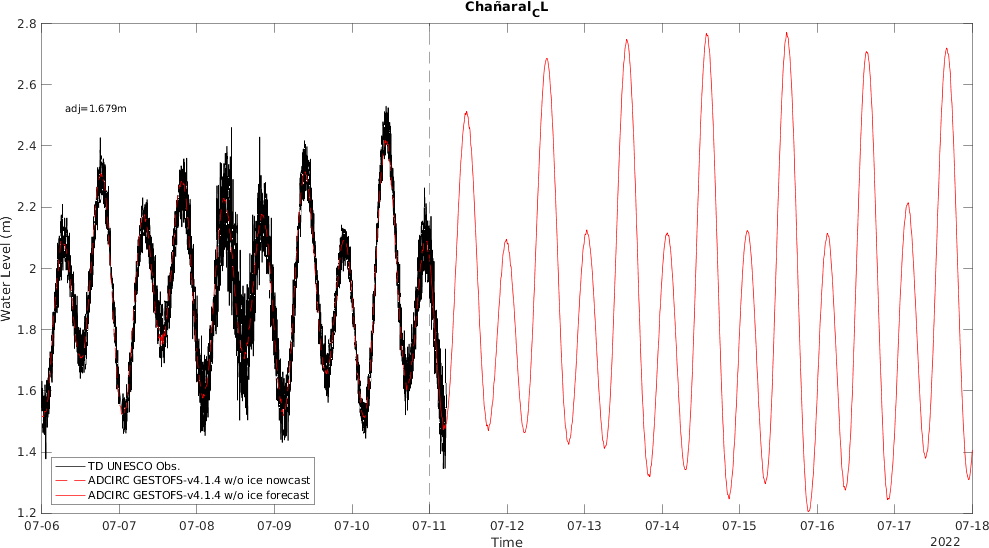 Chañaral_CL
2.8
2.6
2.4
2.2
2
1.8
1.6
1.4
1.2
Water Level (m)
adj=1.679m
TD UNESCO Obs.
ADCIRC GESTOFS-v4.1.4 w/o ice nowcast
ADCIRC GESTOFS-v4.1.4 w/o ice forecast
07-06 07-07 07-08 07-09 07-10 07-11 07-12 07-13 07-14 07-15 07-16 07-17 07-18
Time
2022